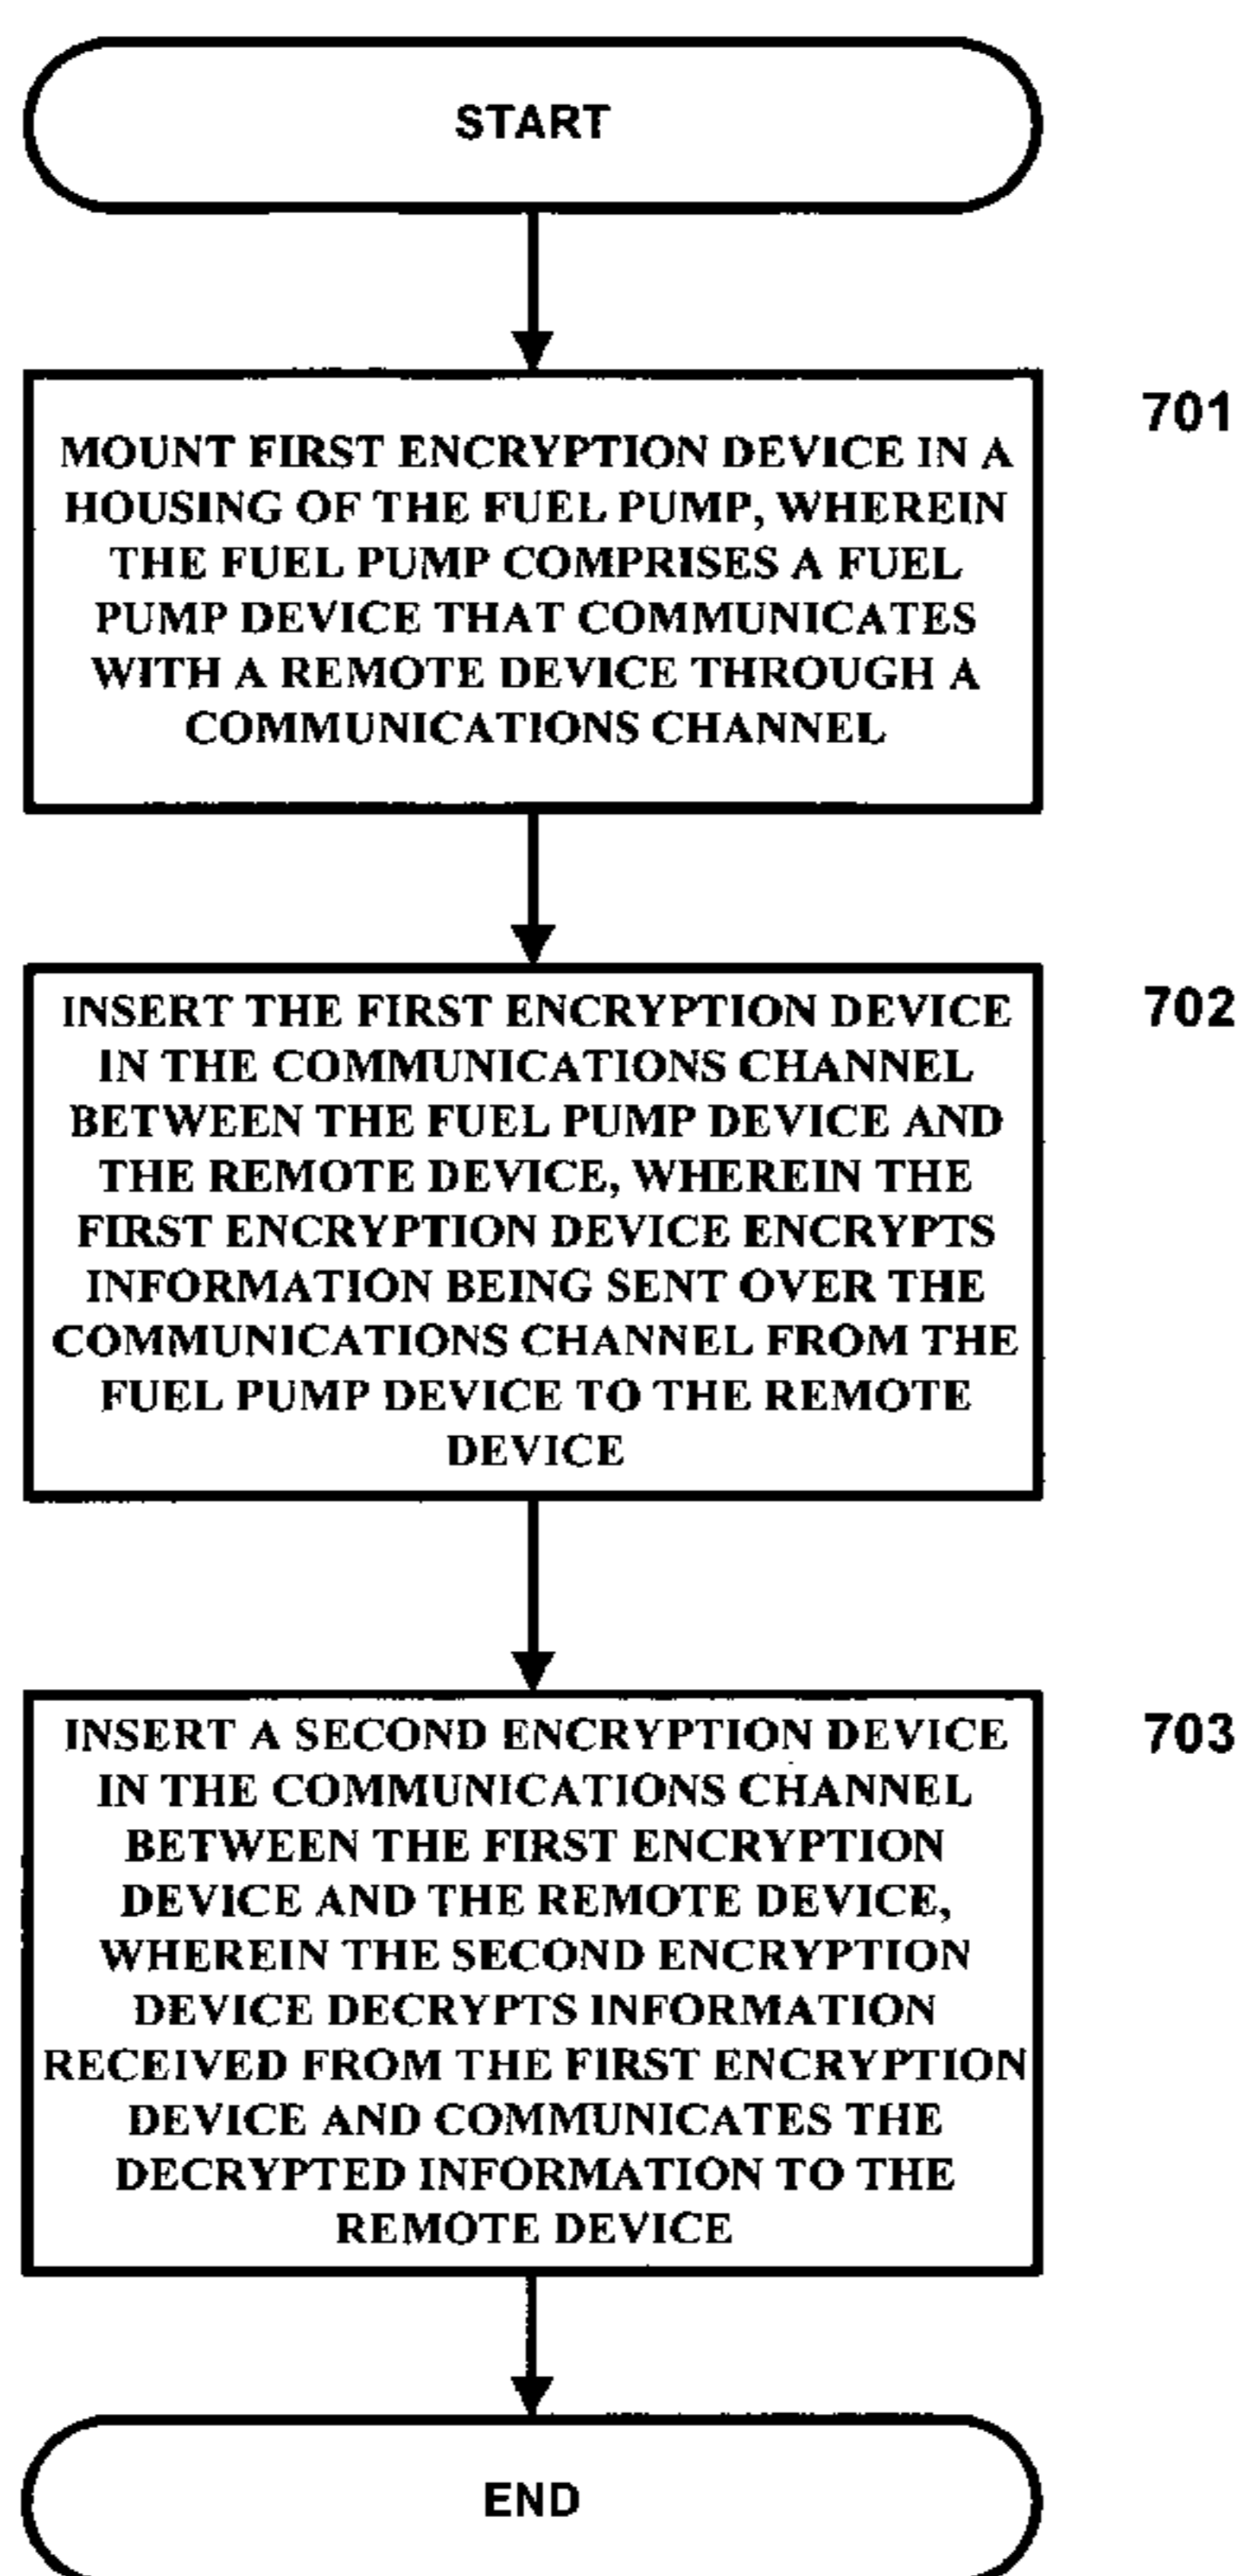 START
701
MOUNT FIRST ENCRYPTION DEVICE IN A
HOUSING OF THE FUEL PUMP, WHEREIN
THE FUEL PUMP COMPRISES A FUEL
PUMP DEVICE THAT COMMUNICATES
WITH A REMOTE DEVICE THROUGH A
COMMUNICATIONS CHANNEL
702
INSERT THE FIRST ENCRYPTION DEVICE
IN THE COMMUNICATIONS CHANNEL
BETWEEN THE FUEL PUMP DEVICE AND
THE REMOTE DEVICE, WHEREIN THE
FIRST ENCRYPTION DEVICE ENCRYPTS
INFORMATION BEING SENT OVER THE
COMMUNICATIONS CHANNEL FROM THE
FUEL PUMP DEVICE TO THE REMOTE
DEVICE
703
INSERT A SECOND ENCRYPTION DEVICE
IN THE COMMUNICATIONS CHANNEL
BETWEEN THE FIRST ENCRYPTION
DEVICE AND THE REMOTE DEVICE,
WHEREIN THE SECOND ENCRYPTION
DEVICE DECRYPTS INFORMATION
RECEIVED FROM THE FIRST ENCRYPTION
DEVICE AND COMMUNICATES THE
DECRYPTED INFORMATION TO THE
REMOTE DEVICE
END